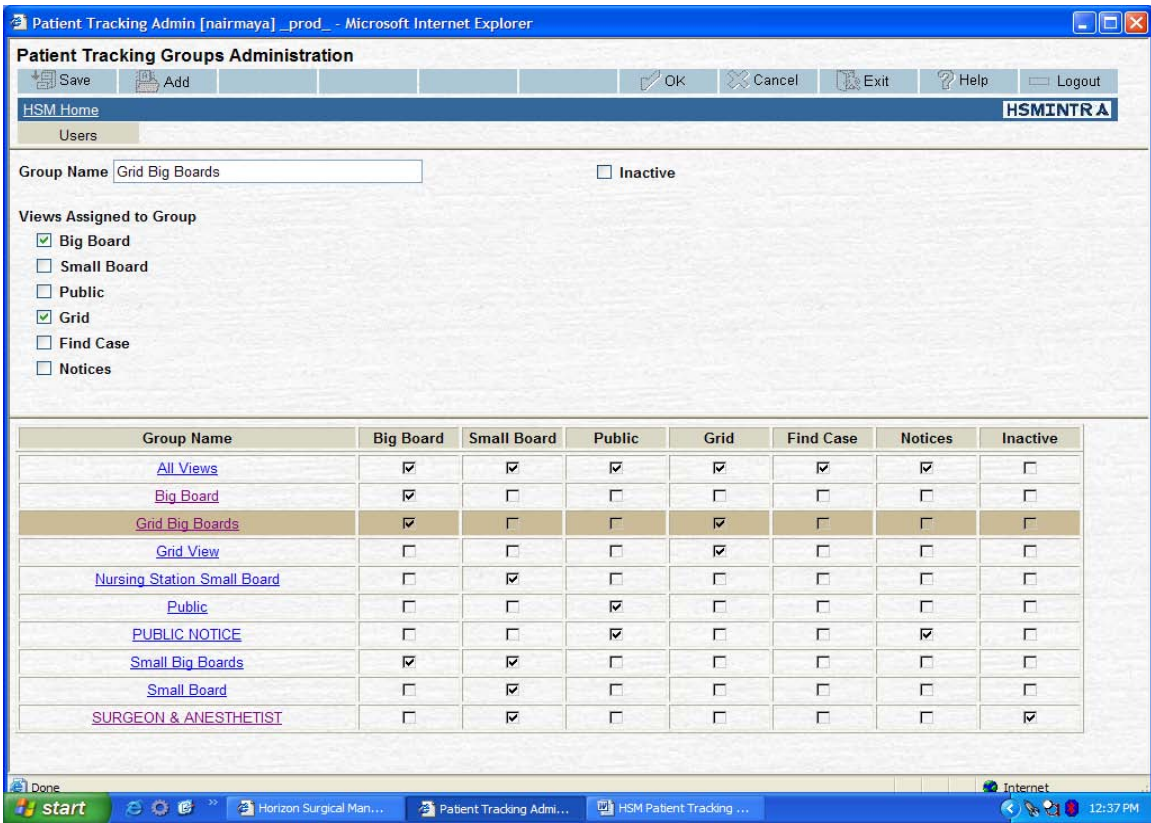 Patient Tracking Admin [nairmaya] _prod_ - Microsoft Internet Explorer
Patient Tracking Groups Administration
Save Add OK Cancel Exit Help Logout
HSM Home HSMINTRA
Users
Group Name Grid Big Boards Inactive
Views Assigned to Group
Big Board
Small Board
Public
Grid
Find Case
Notices
Group Name Big Board Small Board Public Grid Find Case Notices Inactive
All Views
Big Board
Grid Big Boards
Grid View
Nursing Station Small Board
Public
PUBLIC NOTICE
Small Big Boards
Small Board
SURGEON & ANESTHETIST
Done Internet
start Horizon Surgical Man... Patient Tracking Admi... HSM Patient Tracking ... 12:37 PM